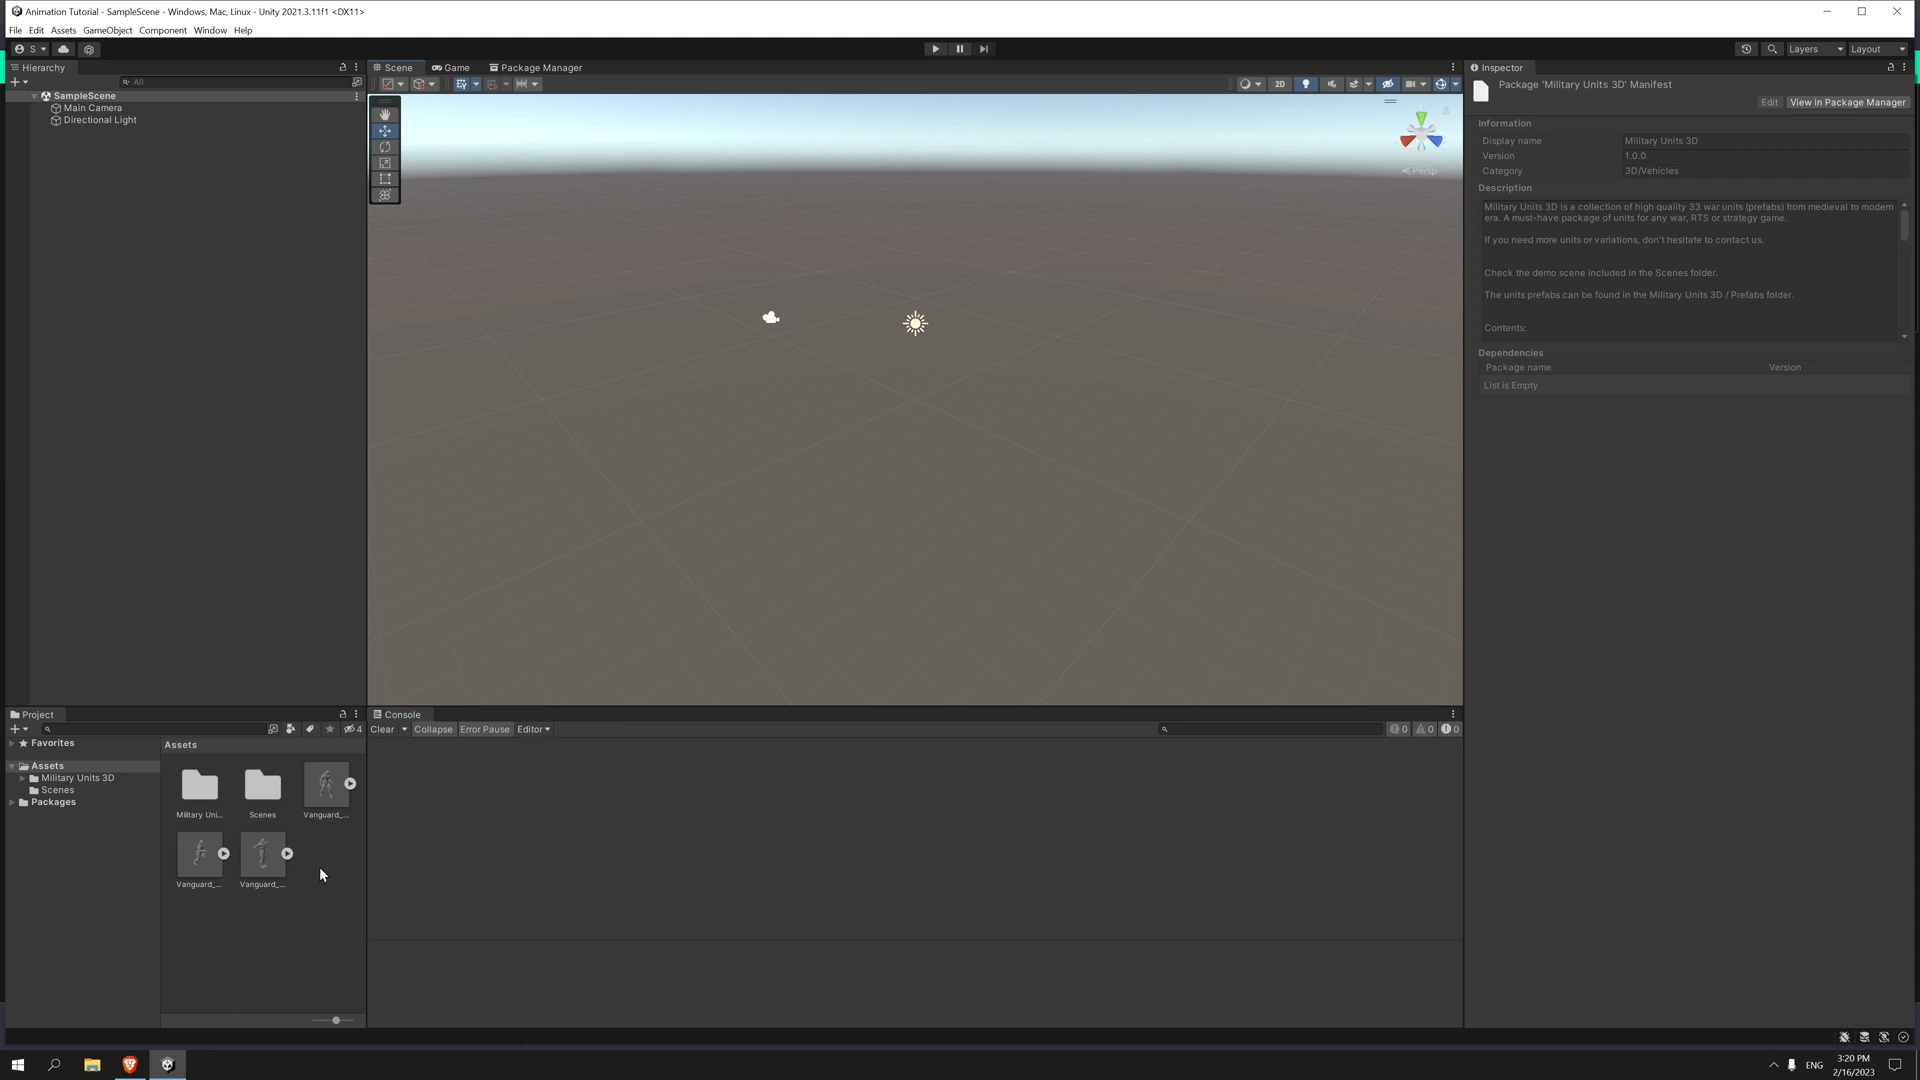 Animation Tutorial - SampleScene - Windows, Mac, Linux - Unity 2021.3.11f1 <DX11>
File Edit Assets GameObject Component Window Help
S
Layers
Layout
Hierarchy
All
SampleScene
Main Camera
Directional Light
Scene
Game
Package Manager
2D
Persp
Inspector
Package 'Military Units 3D' Manifest
Edit
View in Package Manager
Information
Display name Military Units 3D
Version 1.0.0
Category 3D/Vehicles
Description
Military Units 3D is a collection of high quality 33 war units (prefabs) from medieval to modern
era. A must-have package of units for any war, RTS or strategy game.
If you need more units or variations, don't hesitate to contact us.
Check the demo scene included in the Scenes folder.
The units prefabs can be found in the Military Units 3D / Prefabs folder.
Contents:
Dependencies
Package name Version
List is Empty
Project
4
Favorites
Assets
Military Units 3D
Scenes
Packages
Assets
Military Uni...
Scenes
Vanguard_...
Vanguard_...
Vanguard_...
Console
Clear Collapse Error Pause Editor
0 0 0
ENG
3:20 PM
2/16/2023